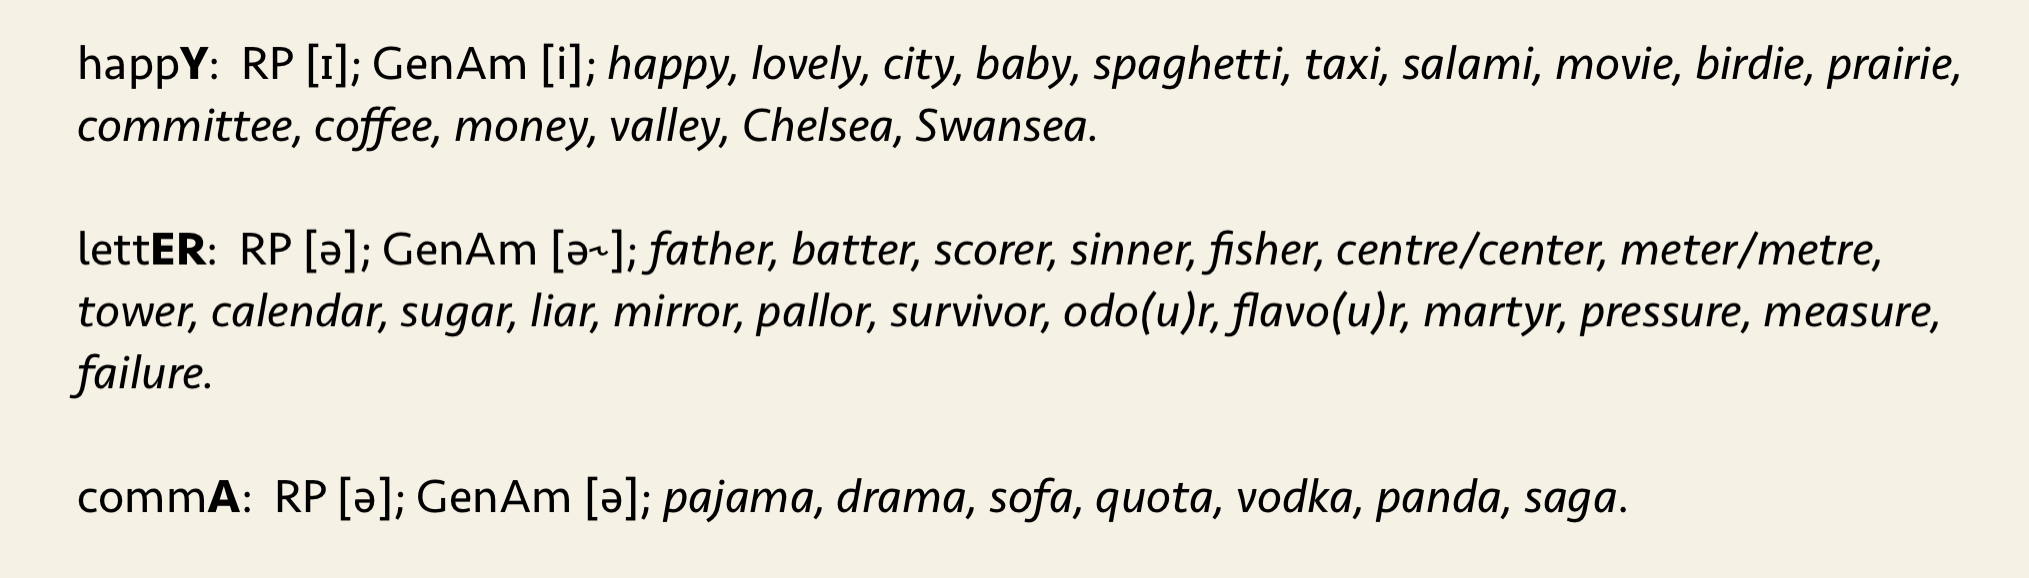 happY: RP [ɪ]; GenAm [i]; happy, lovely, city, baby, spaghetti, taxi, salami, movie, birdie, prairie,
committee, coffee, money, valley, Chelsea, Swansea.
lettER: RP [ə]; GenAm [ɚ]; father, batter, scorer, sinner, fisher, centre/center, meter/metre,
tower, calendar, sugar, liar, mirror, pallor, survivor, odo(u)r, flavo(u)r, martyr, pressure, measure,
failure.
commA: RP [ə]; GenAm [ə]; pajama, drama, sofa, quota, vodka, panda, saga.